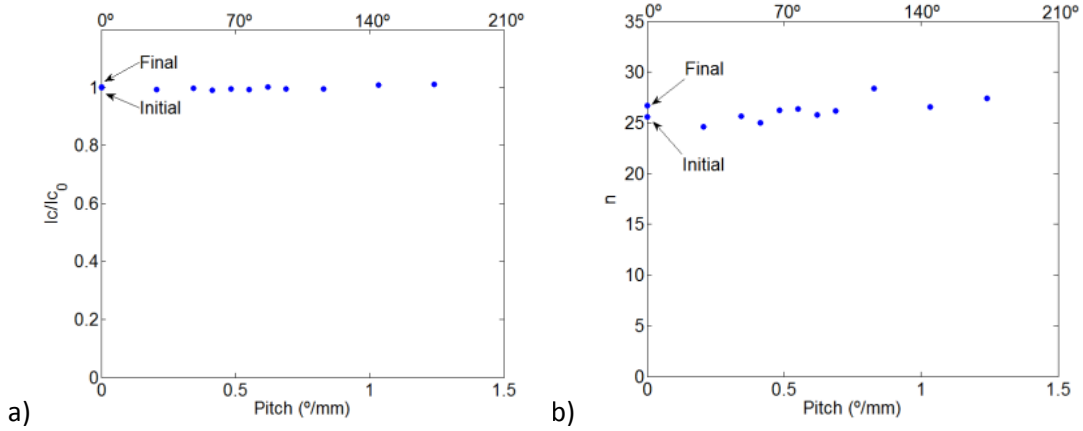 0º 70º 140º 210º
1
0.8
0.6
0.4
0.2
0
Ic/Ic0
Final
Initial
0 0.5 1 1.5
Pitch (º/mm)
a)
0º 70º 140º 210º
35
30
25
20
15
10
5
0
n
Final
Initial
0 0.5 1 1.5
Pitch (º/mm)
b)